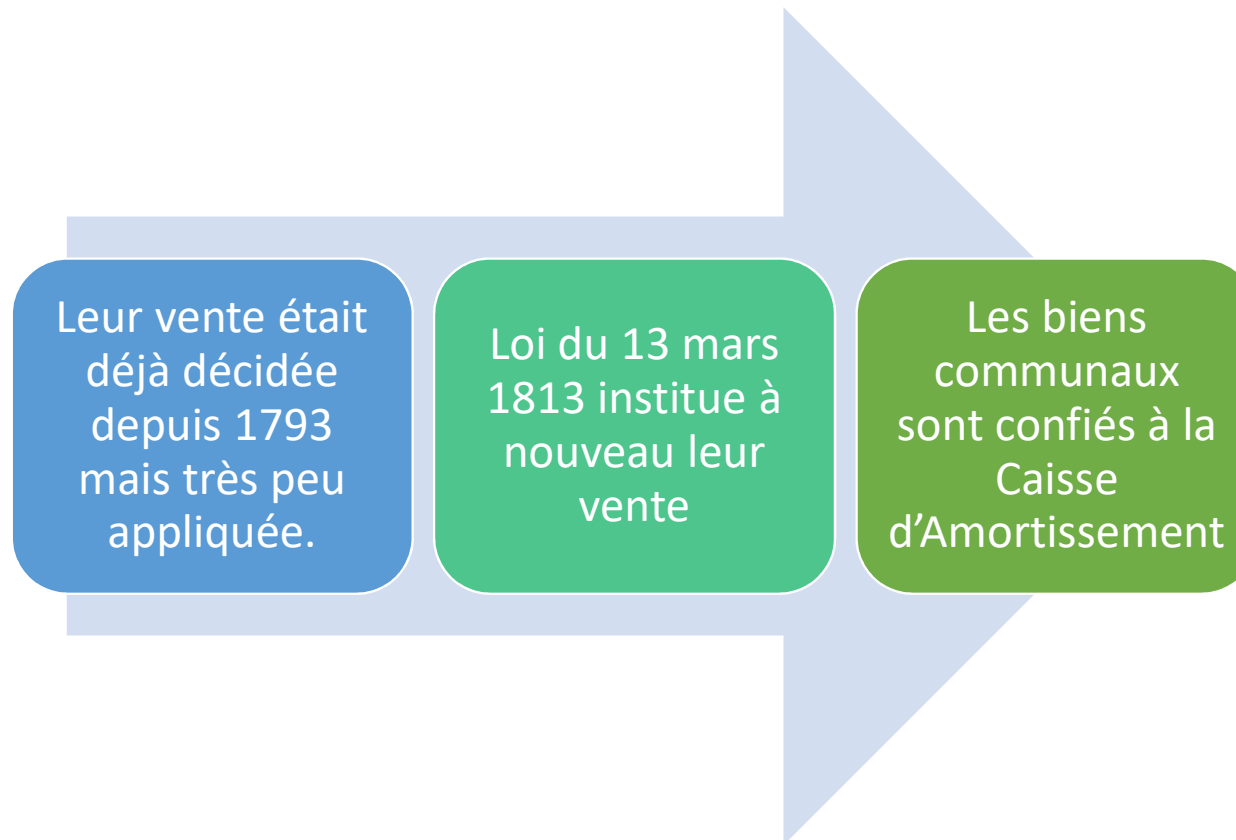 Leur vente était
déjà décidée
depuis 1793
mais très peu
appliquée.
Loi du 13 mars
1813 institue à
nouveau leur
vente
Les biens
communaux
sont confiés à la
Caisse
d’Amortissement